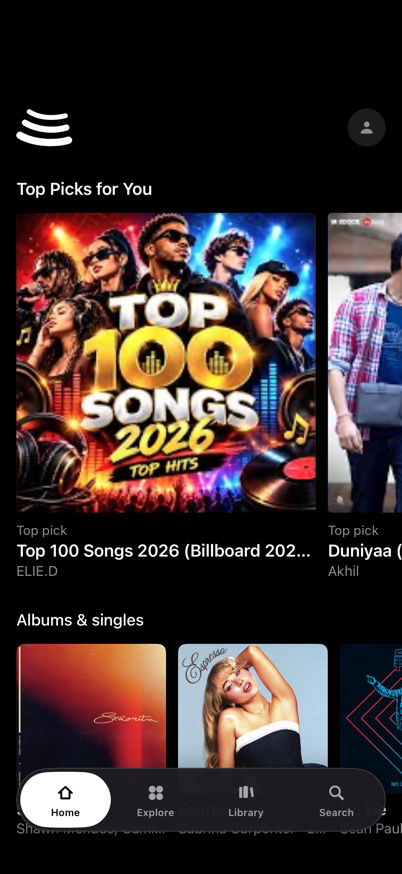 Top Picks for You
TOP
100
SONGS
2026
TOP HITS
Top pick
Top 100 Songs 2026 (Billboard 202...
ELIE.D
Top pick
Duniyaa (
Akhil
Albums & singles
Señorita
Espresso
Home
Explore
Library
Search